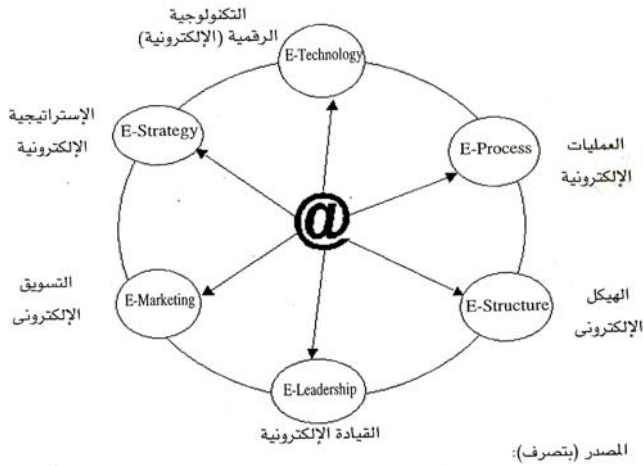 التكنولوجية
الرقمية (الإلكترونية)
E-Technology
الإستراتيجية
الإلكترونية
E-Strategy
E-Process
العمليات
الإلكترونية
@
التسويق
الإلكترونى
E-Marketing
E-Structure
الهيكل
الإلكترونى
E-Leadership
القيادة الإلكترونية
المصدر (بتصرف):